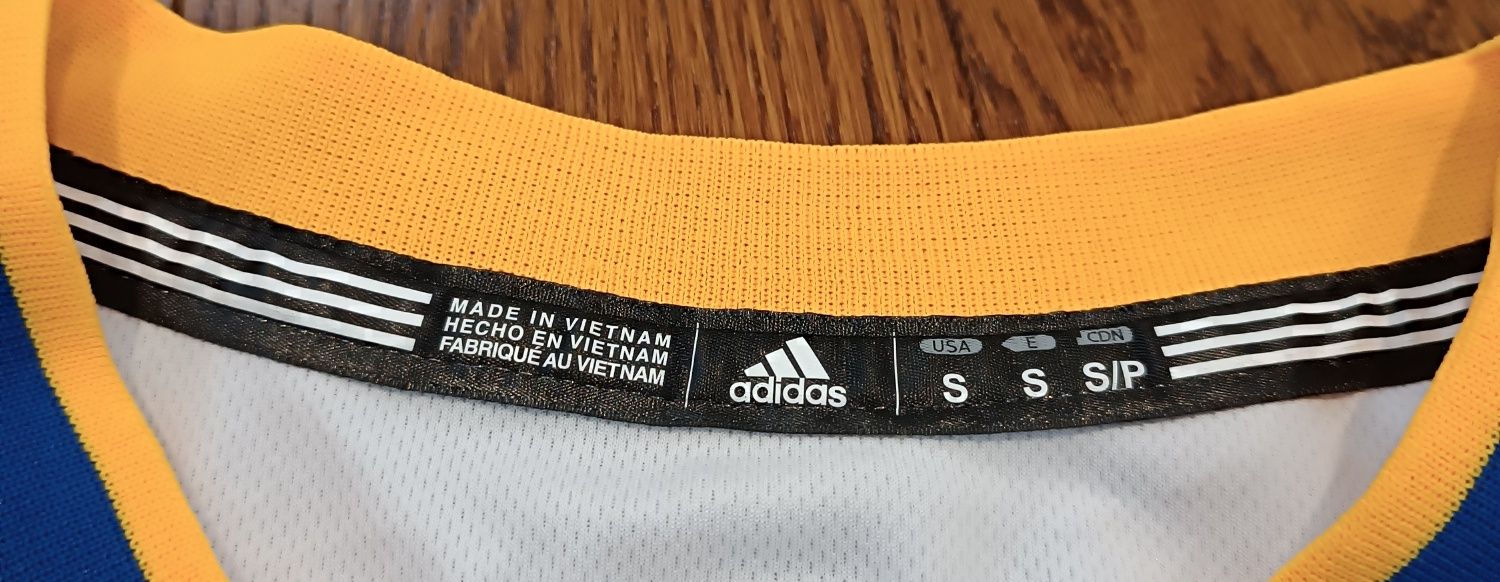 MADE IN VIETNAM
HECHO EN VIETNAM
FABRIQUÉ AU VIETNAM
adidas
USA E CDN
S S S/P